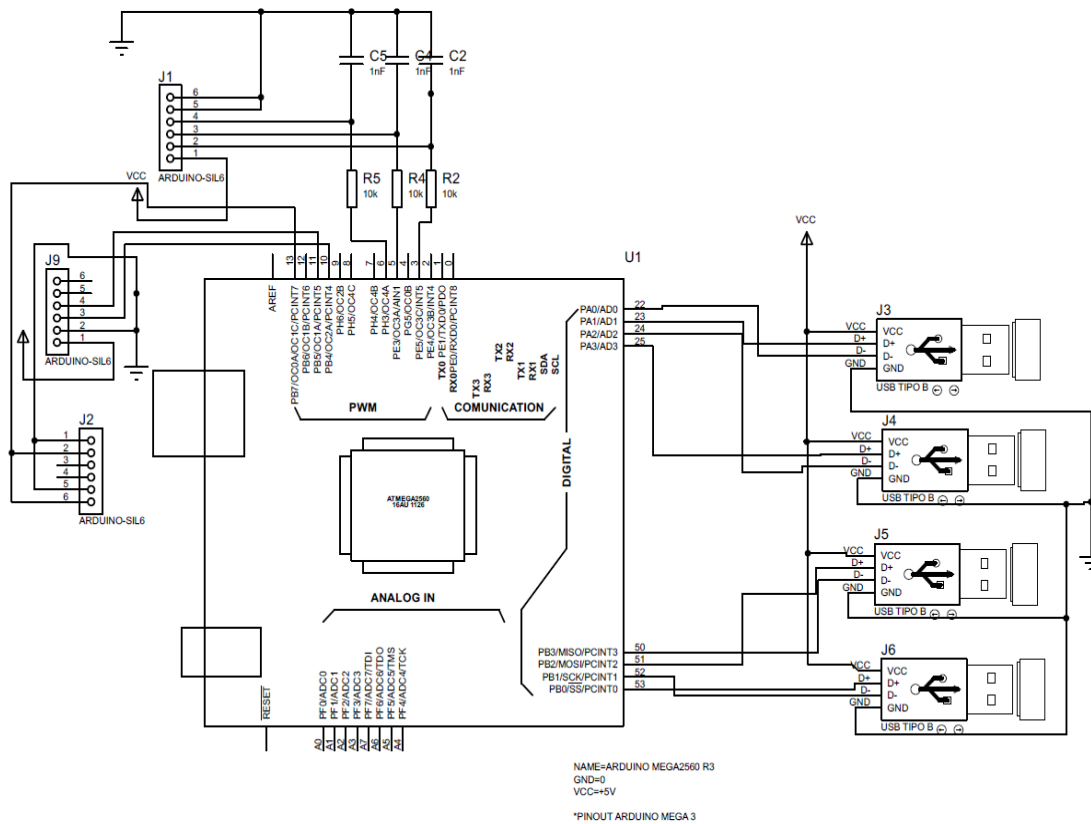 C5
1nF
C4
1nF
C2
1nF
J1
6
5
4
3
2
1
ARDUINO-SIL6
VCC
R5
10k
R4
10k
R2
10k
J9
6
5
4
3
2
1
ARDUINO-SIL6
J2
1
2
3
4
5
6
ARDUINO-SIL6
U1
AREF
13
12
11
10
9
8
7
6
5
4
3
2
1
0
PB7/OC0A/OC1C/PCINT7
PB6/OC1B/PCINT6
PB5/OC1A/PCINT5
PB4/OC2A/PCINT4
PH6/OC2B
PH5/OC4C
PH4/OC4B
PH3/OC4A
PE3/OC3A/AIN1
PG5/OC0B
PE5/OC3C/INT5
PE4/OC3B/INT4
TX0 PE1/TXD0/PDO
RX0PE0/RXD0/PCINT8
TX3
RX3
TX2
RX2
TX1
RX1
SDA
SCL
PWM
COMUNICATION
DIGITAL
ATMEGA2560
16AU 1126
ANALOG IN
PA0/AD0 22
PA1/AD1 23
PA2/AD2 24
PA3/AD3 25
PB3/MISO/PCINT3 50
PB2/MOSI/PCINT2 51
PB1/SCK/PCINT1 52
PB0/SS/PCINT0 53
RESET
PF0/ADC0
PF1/ADC1
PF2/ADC2
PF3/ADC3
PF7/ADC7/TDI
PF6/ADC6/TDO
PF5/ADC5/TMS
PF4/ADC4/TCK
A0
A1
A2
A3
A7
A6
A5
A4
VCC
J3
VCC VCC
D+ D+
D- D-
GND GND
USB TIPO B
J4
VCC VCC
D+ D+
D- D-
GND GND
USB TIPO B
J5
VCC VCC
D+ D+
D- D-
GND GND
USB TIPO B
J6
VCC VCC
D+ D+
D- D-
GND GND
USB TIPO B
NAME=ARDUINO MEGA2560 R3
GND=0
VCC=+5V
*PINOUT ARDUINO MEGA 3